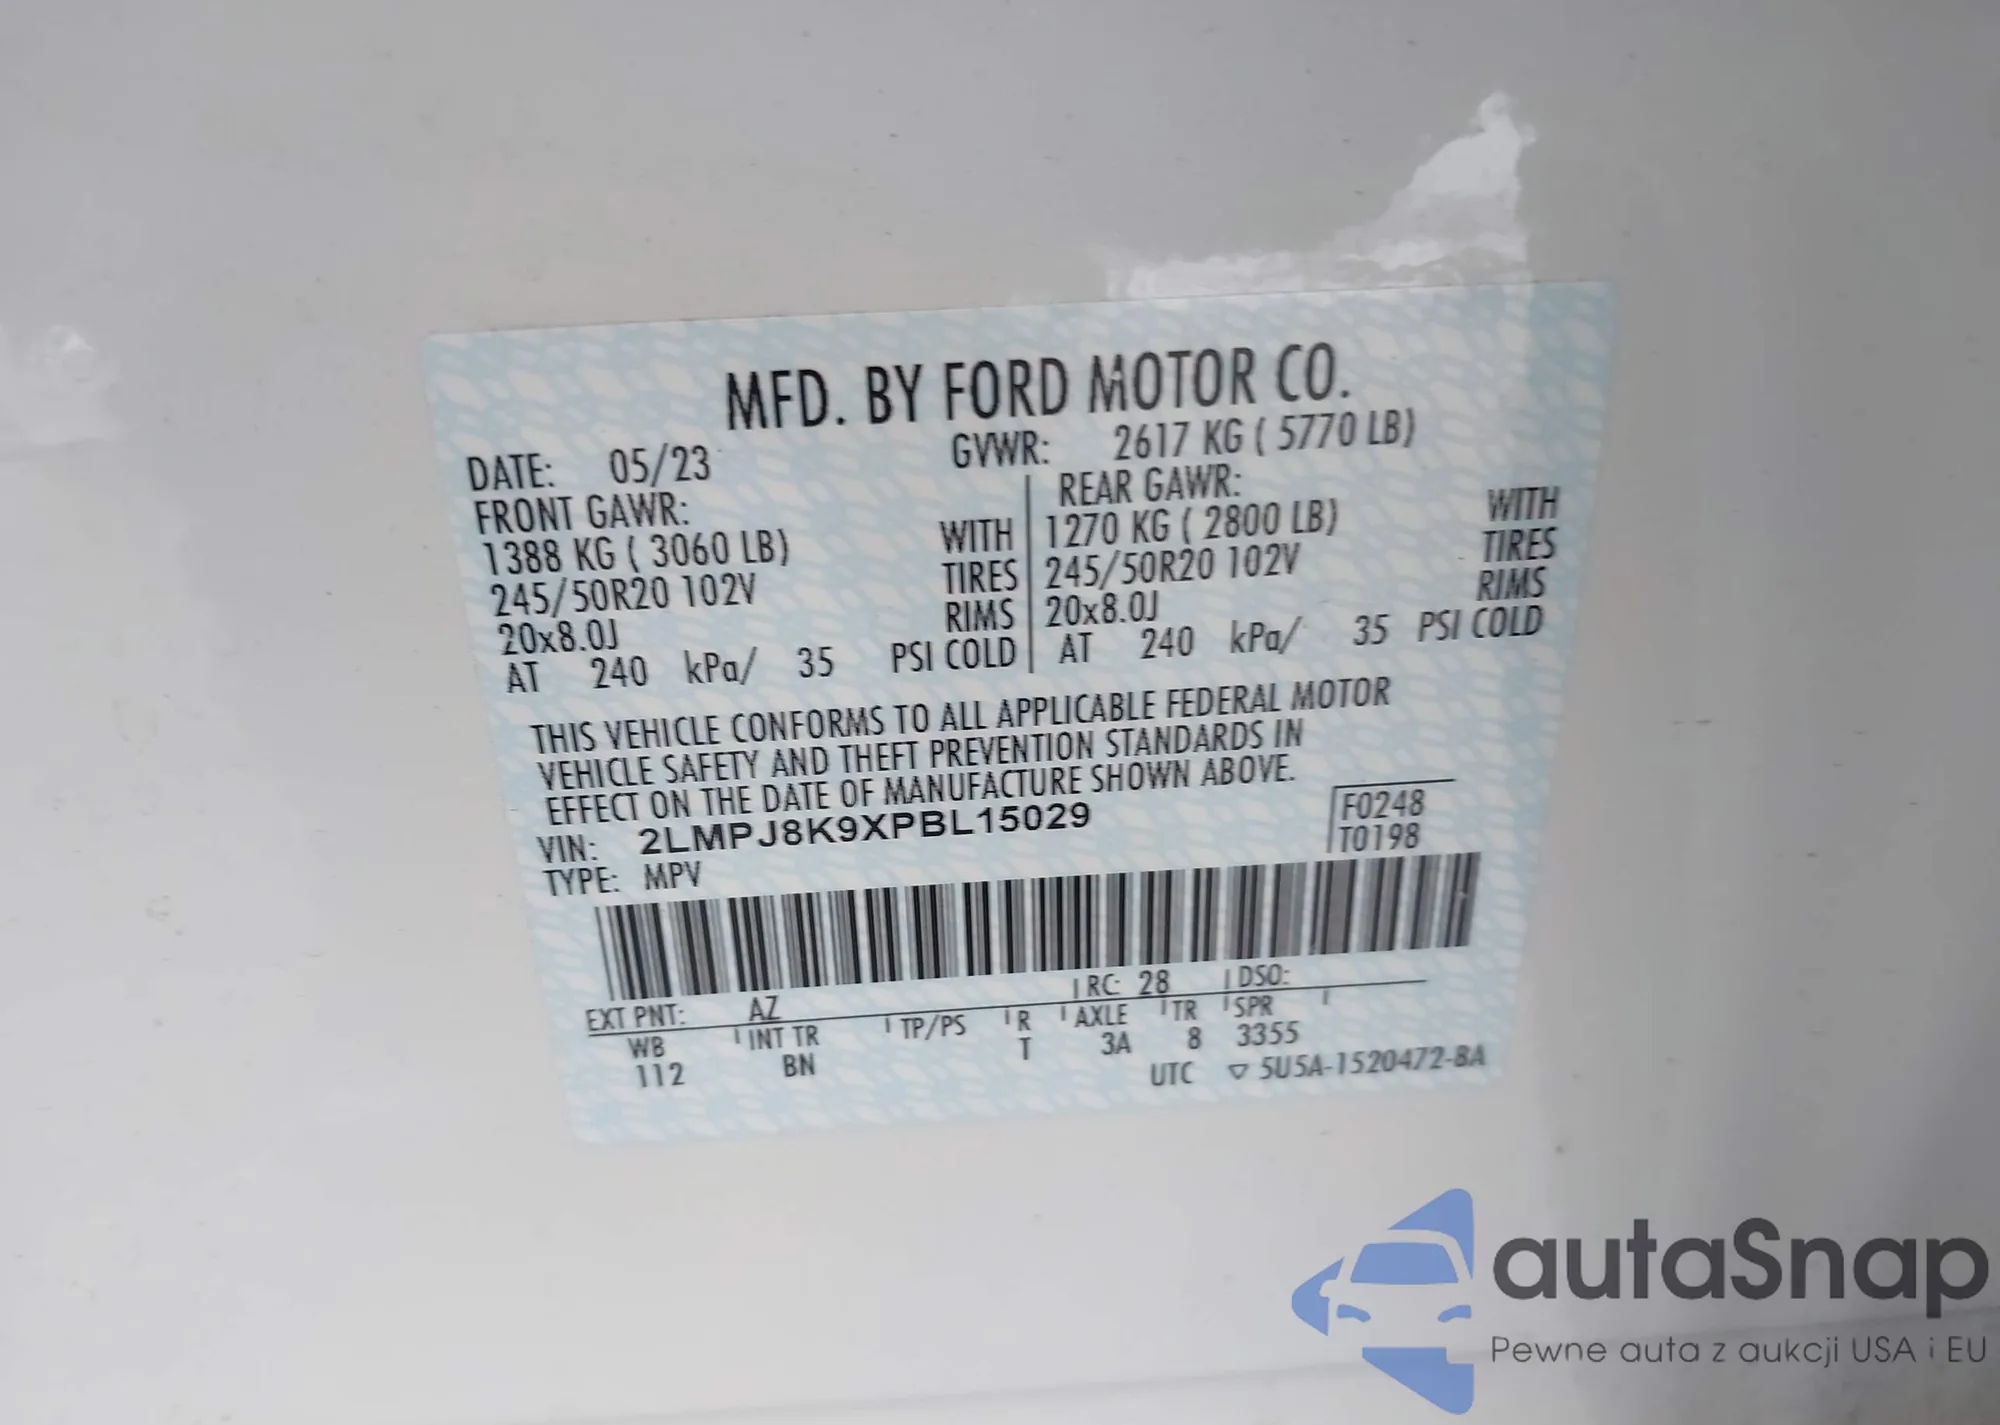 MFD. BY FORD MOTOR CO.
DATE: 05/23 GVWR: 2617 KG ( 5770 LB)
FRONT GAWR: REAR GAWR:
1388 KG ( 3060 LB) WITH 1270 KG ( 2800 LB) WITH
245/50R20 102V TIRES 245/50R20 102V TIRES
20x8.0J RIMS 20x8.0J RIMS
AT 240 kPa/ 35 PSI COLD AT 240 kPa/ 35 PSI COLD
THIS VEHICLE CONFORMS TO ALL APPLICABLE FEDERAL MOTOR
VEHICLE SAFETY AND THEFT PREVENTION STANDARDS IN
EFFECT ON THE DATE OF MANUFACTURE SHOWN ABOVE.
VIN: 2LMPJ8K9XPBL15029 F0248
TYPE: MPV T0198
EXT PNT: AZ RC: 28 DSO:
WB INT TR TP/PS R AXLE TR SPR
112 BN T 3A 8 3355
UTC ▽ 5U5A-1520472-BA
autaSnap
Pewne auta z aukcji USA i EU